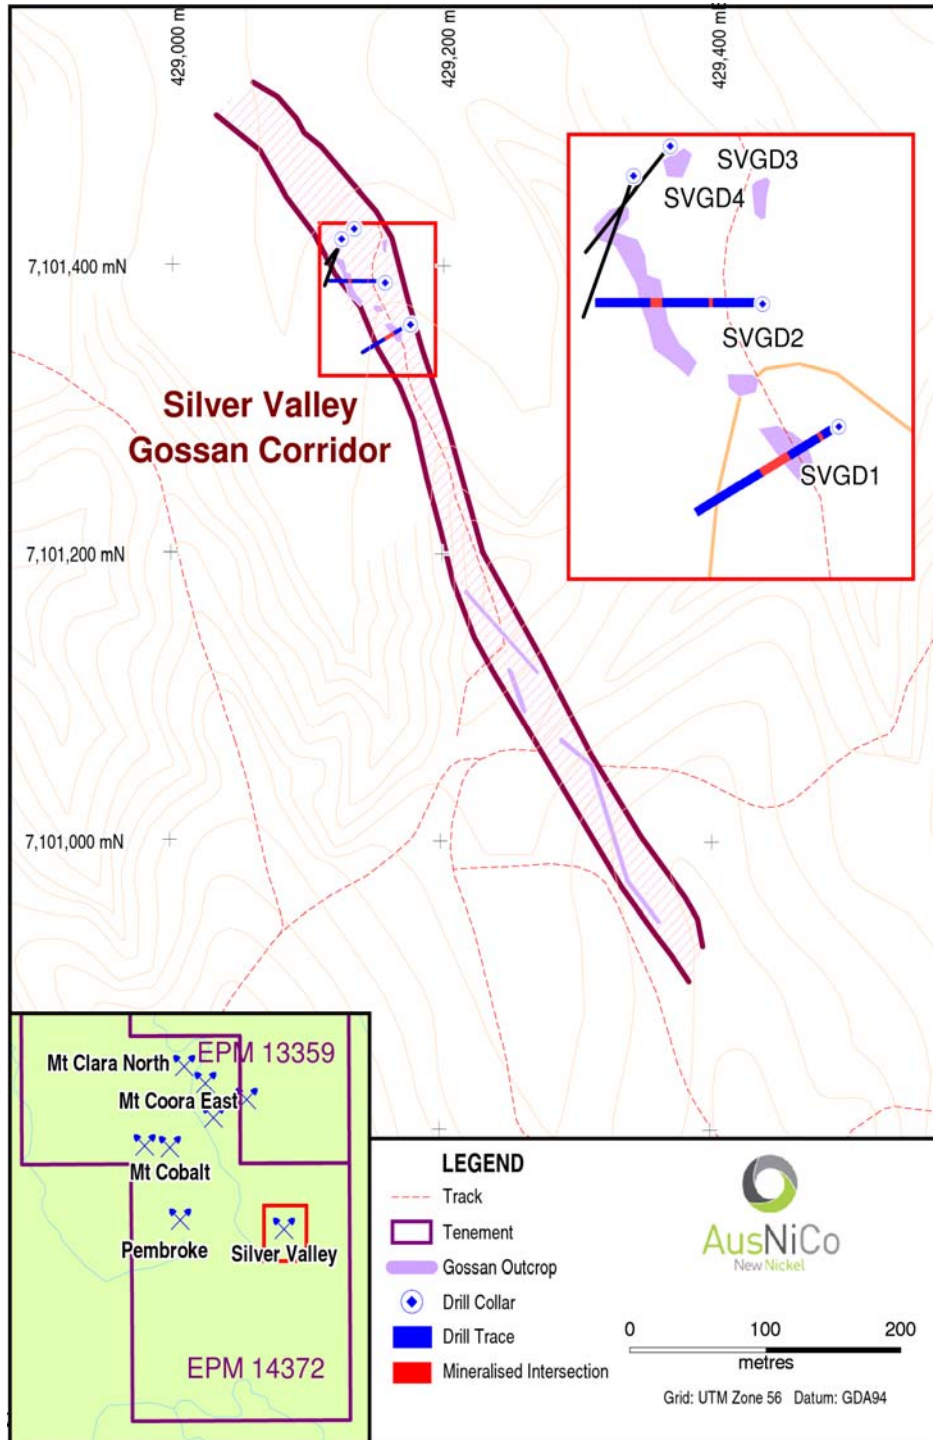 429,000 mN
429,200 m
429,400 m
SVGD3
SVGD4
7,101,400 mN
SVGD2
Silver Valley
Gossan Corridor
SVGD1
7,101,200 mN
7,101,000 mN
EPM 13359
Mt Clara North
Mt Coora East
Mt Cobalt
Pembroke
Silver Valley
EPM 14372
LEGEND
Track
Tenement
Gossan Outcrop
Drill Collar
Drill Trace
Mineralised Intersection
AusNiCo
New Nickel
0 100 200
metres
Grid: UTM Zone 56 Datum: GDA94